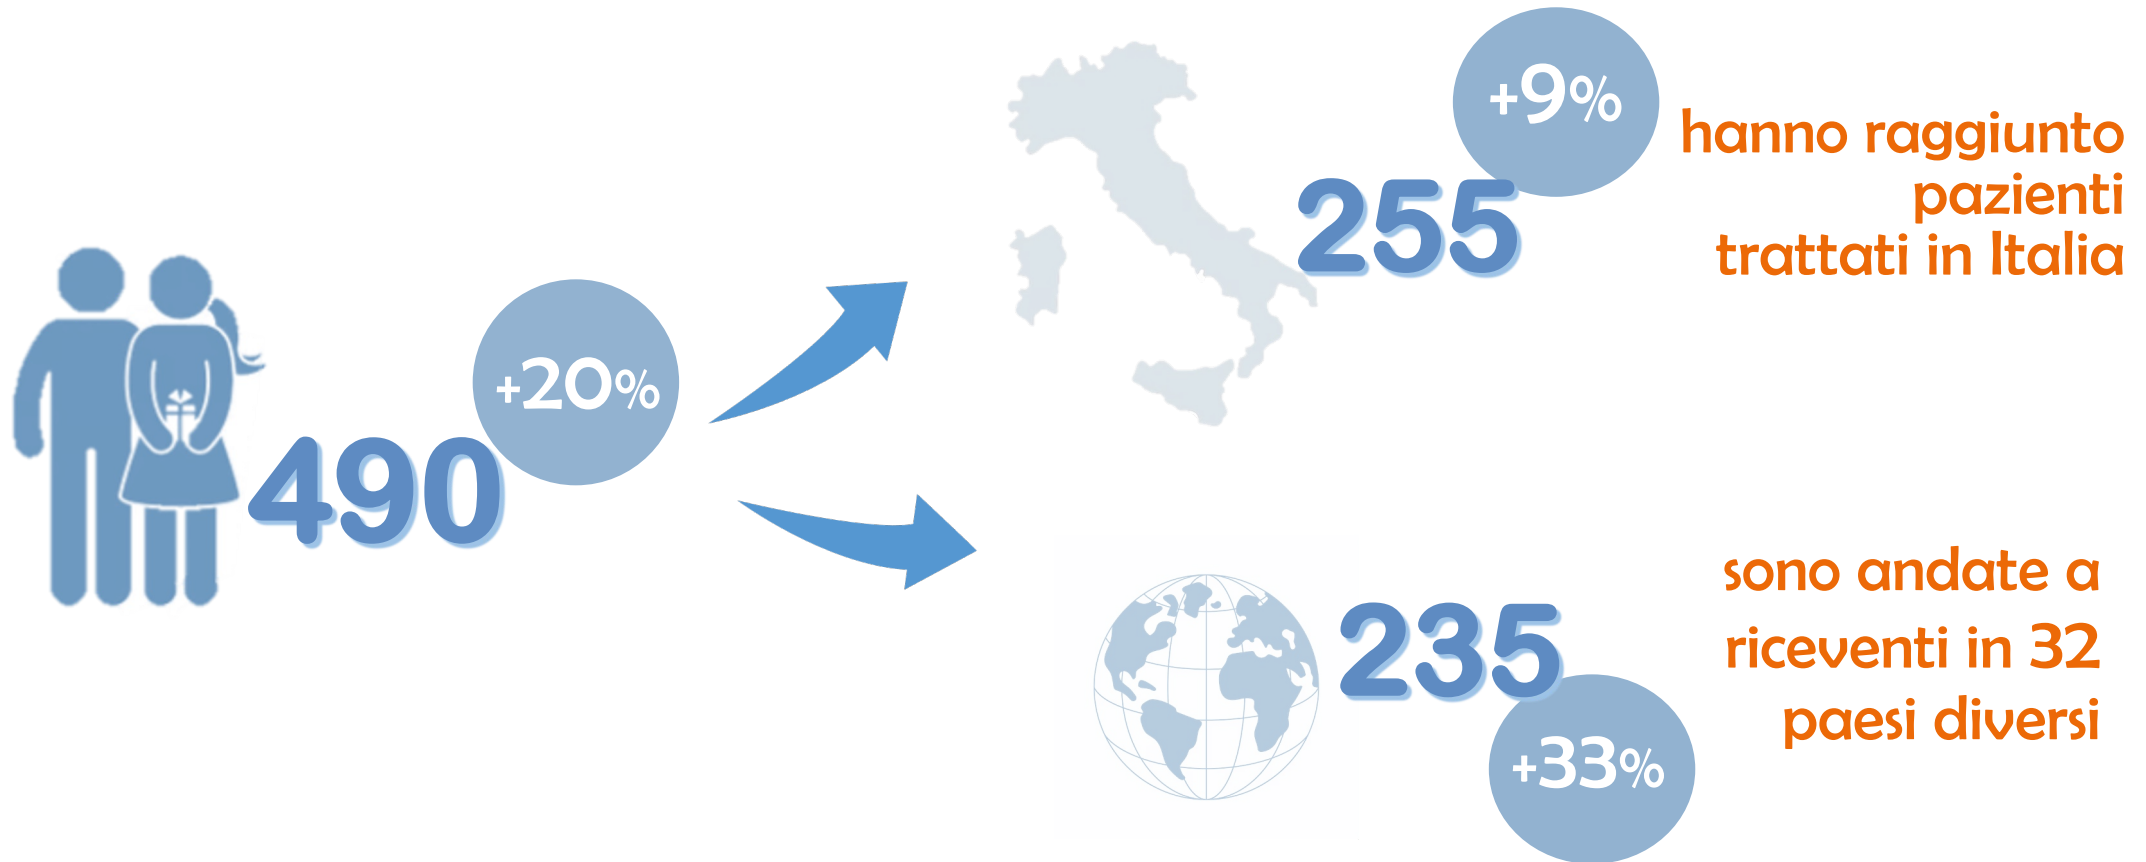 +20%
490
+9%
255
hanno raggiunto
pazienti
trattati in Italia
235
+33%
sono andate a
riceventi in 32
paesi diversi